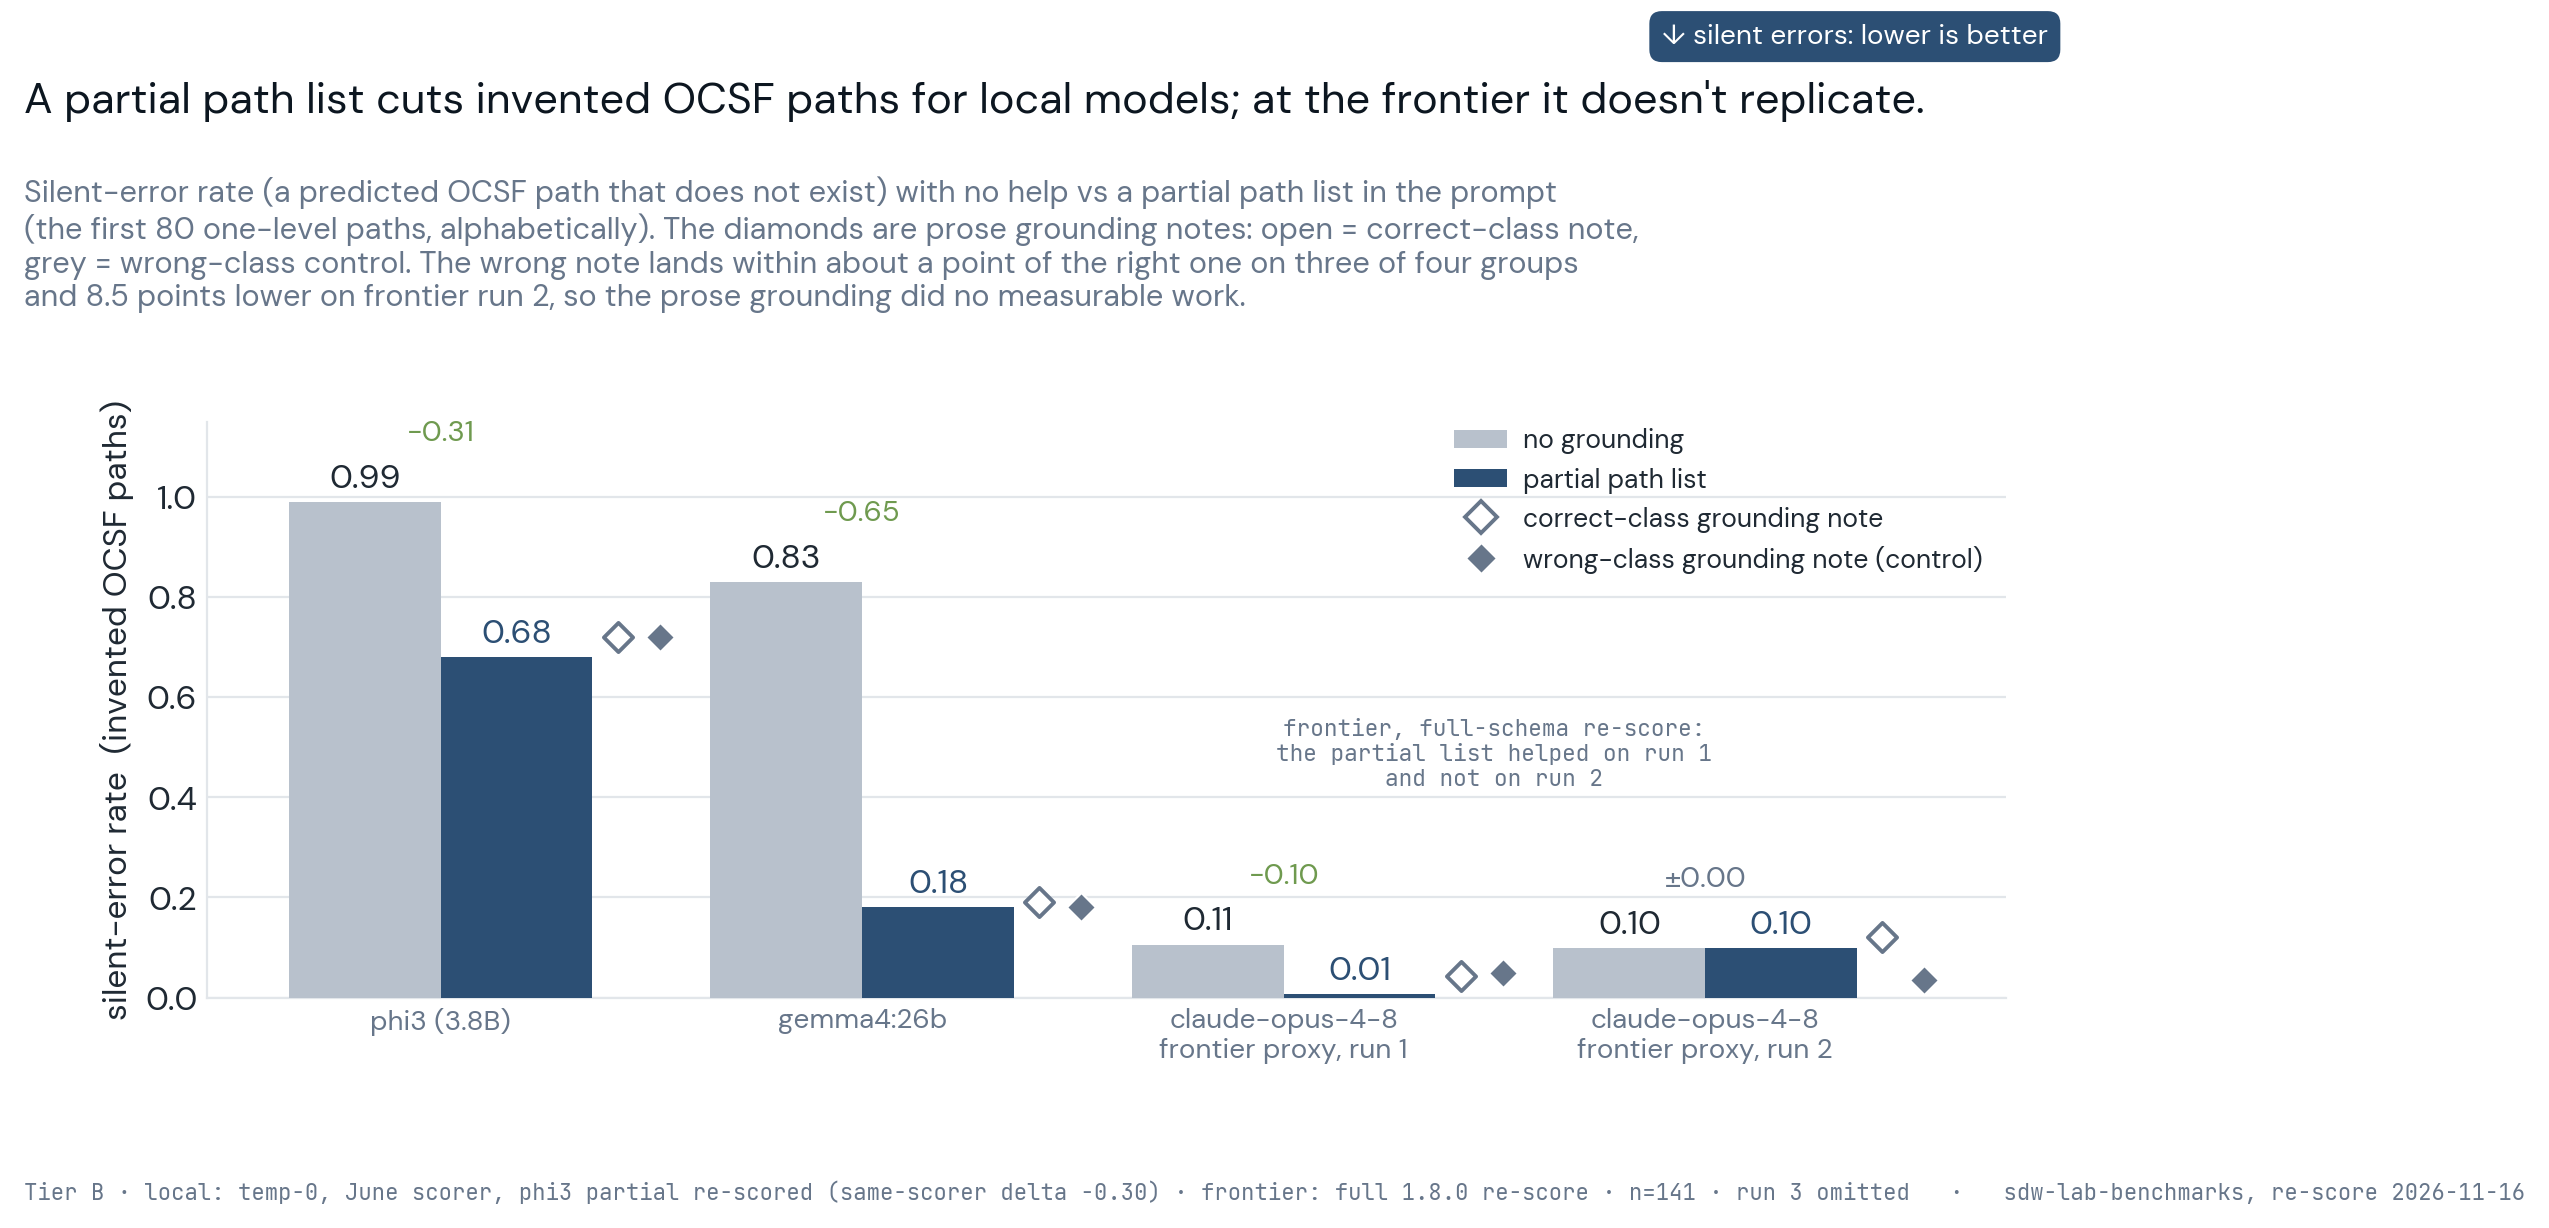 ↓ silent errors: lower is better
A partial path list cuts invented OCSF paths for local models; at the frontier it doesn't replicate.
Silent-error rate (a predicted OCSF path that does not exist) with no help vs a partial path list in the prompt
(the first 80 one-level paths, alphabetically). The diamonds are prose grounding notes: open = correct-class note,
grey = wrong-class control. The wrong note lands within about a point of the right one on three of four groups
and 8.5 points lower on frontier run 2, so the prose grounding did no measurable work.
silent-error rate (invented OCSF paths)
1.0
0.8
0.6
0.4
0.2
0.0
-0.31
0.99
0.68
-0.65
0.83
0.18
-0.10
0.11
0.01
±0.00
0.10
0.10
no grounding
partial path list
correct-class grounding note
wrong-class grounding note (control)
frontier, full-schema re-score:
the partial list helped on run 1
and not on run 2
phi3 (3.8B)
gemma4:26b
claude-opus-4-8
frontier proxy, run 1
claude-opus-4-8
frontier proxy, run 2
Tier B · local: temp-0, June scorer, phi3 partial re-scored (same-scorer delta -0.30) · frontier: full 1.8.0 re-score · n=141 · run 3 omitted · sdw-lab-benchmarks, re-score 2026-11-16